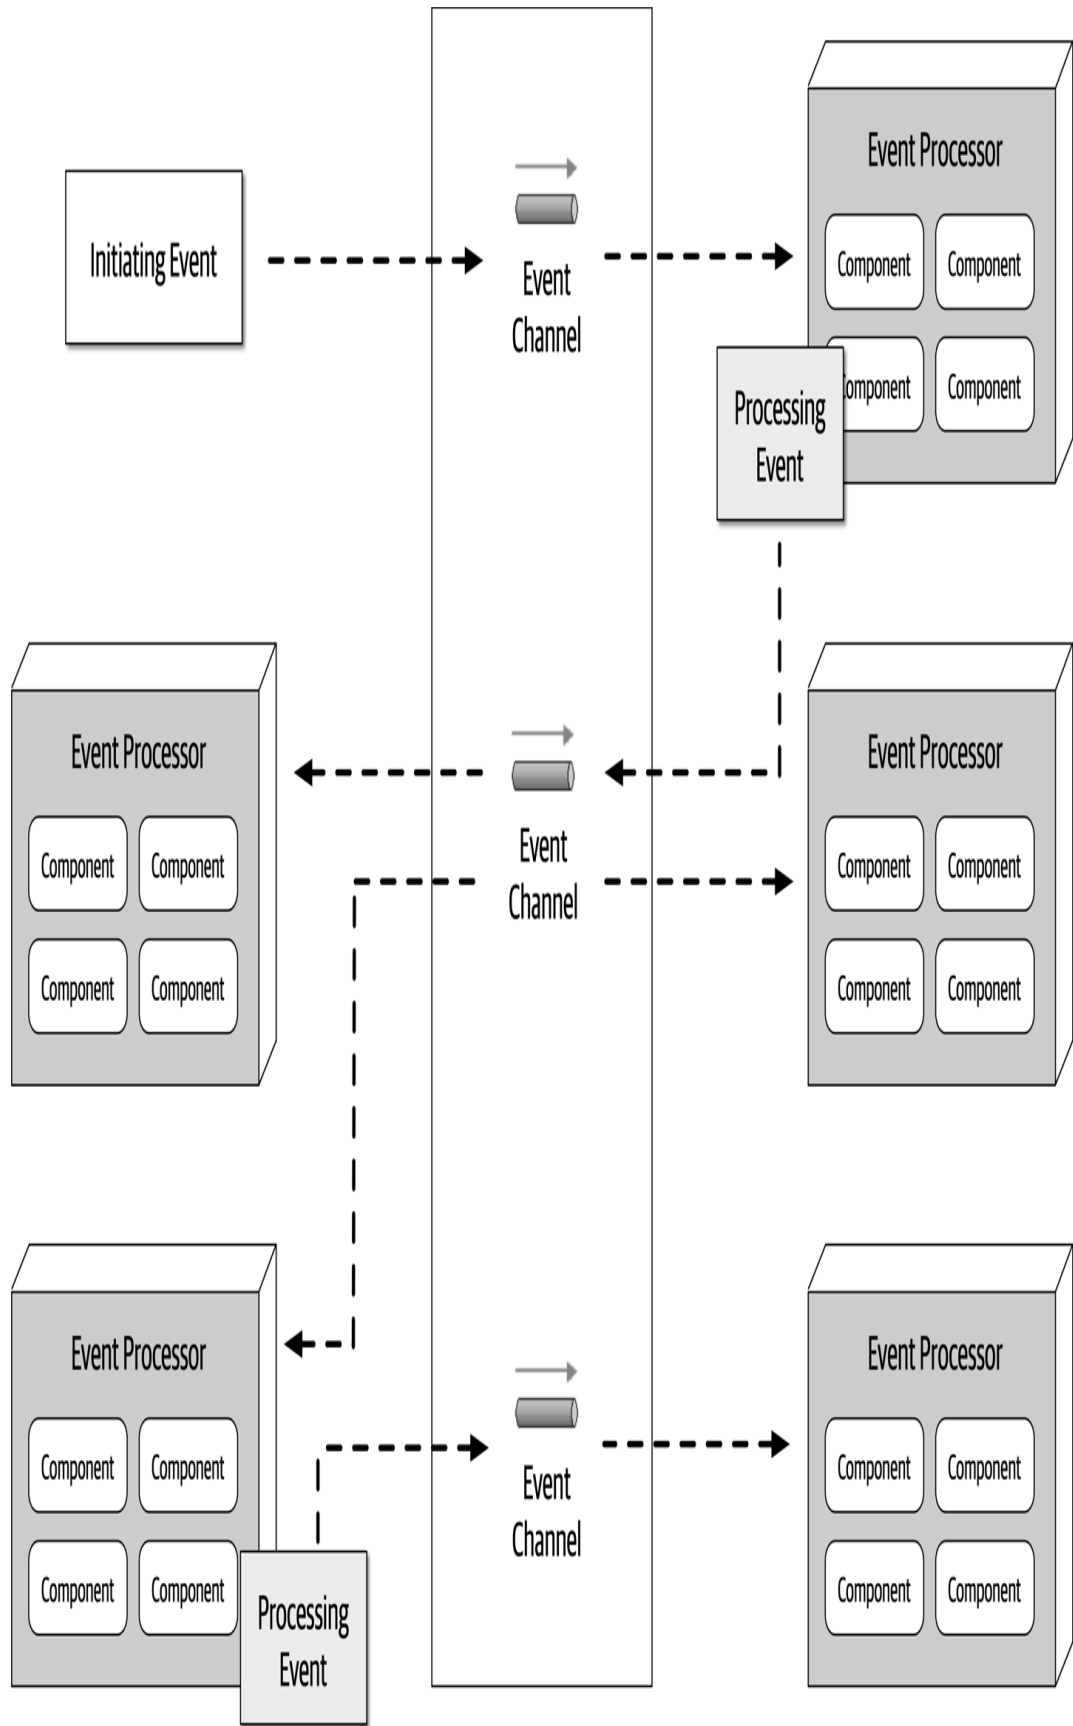 Event Processor
Initiating Event
Component Component
Event
Channel
Component Component
Processing
Event
Event Processor
Event Processor
Component Component
Event
Channel
Component Component
Component Component
Component Component
Event Processor
Event Processor
Component Component
Event
Channel
Component Component
Component Component
Component Component
Processing
Event